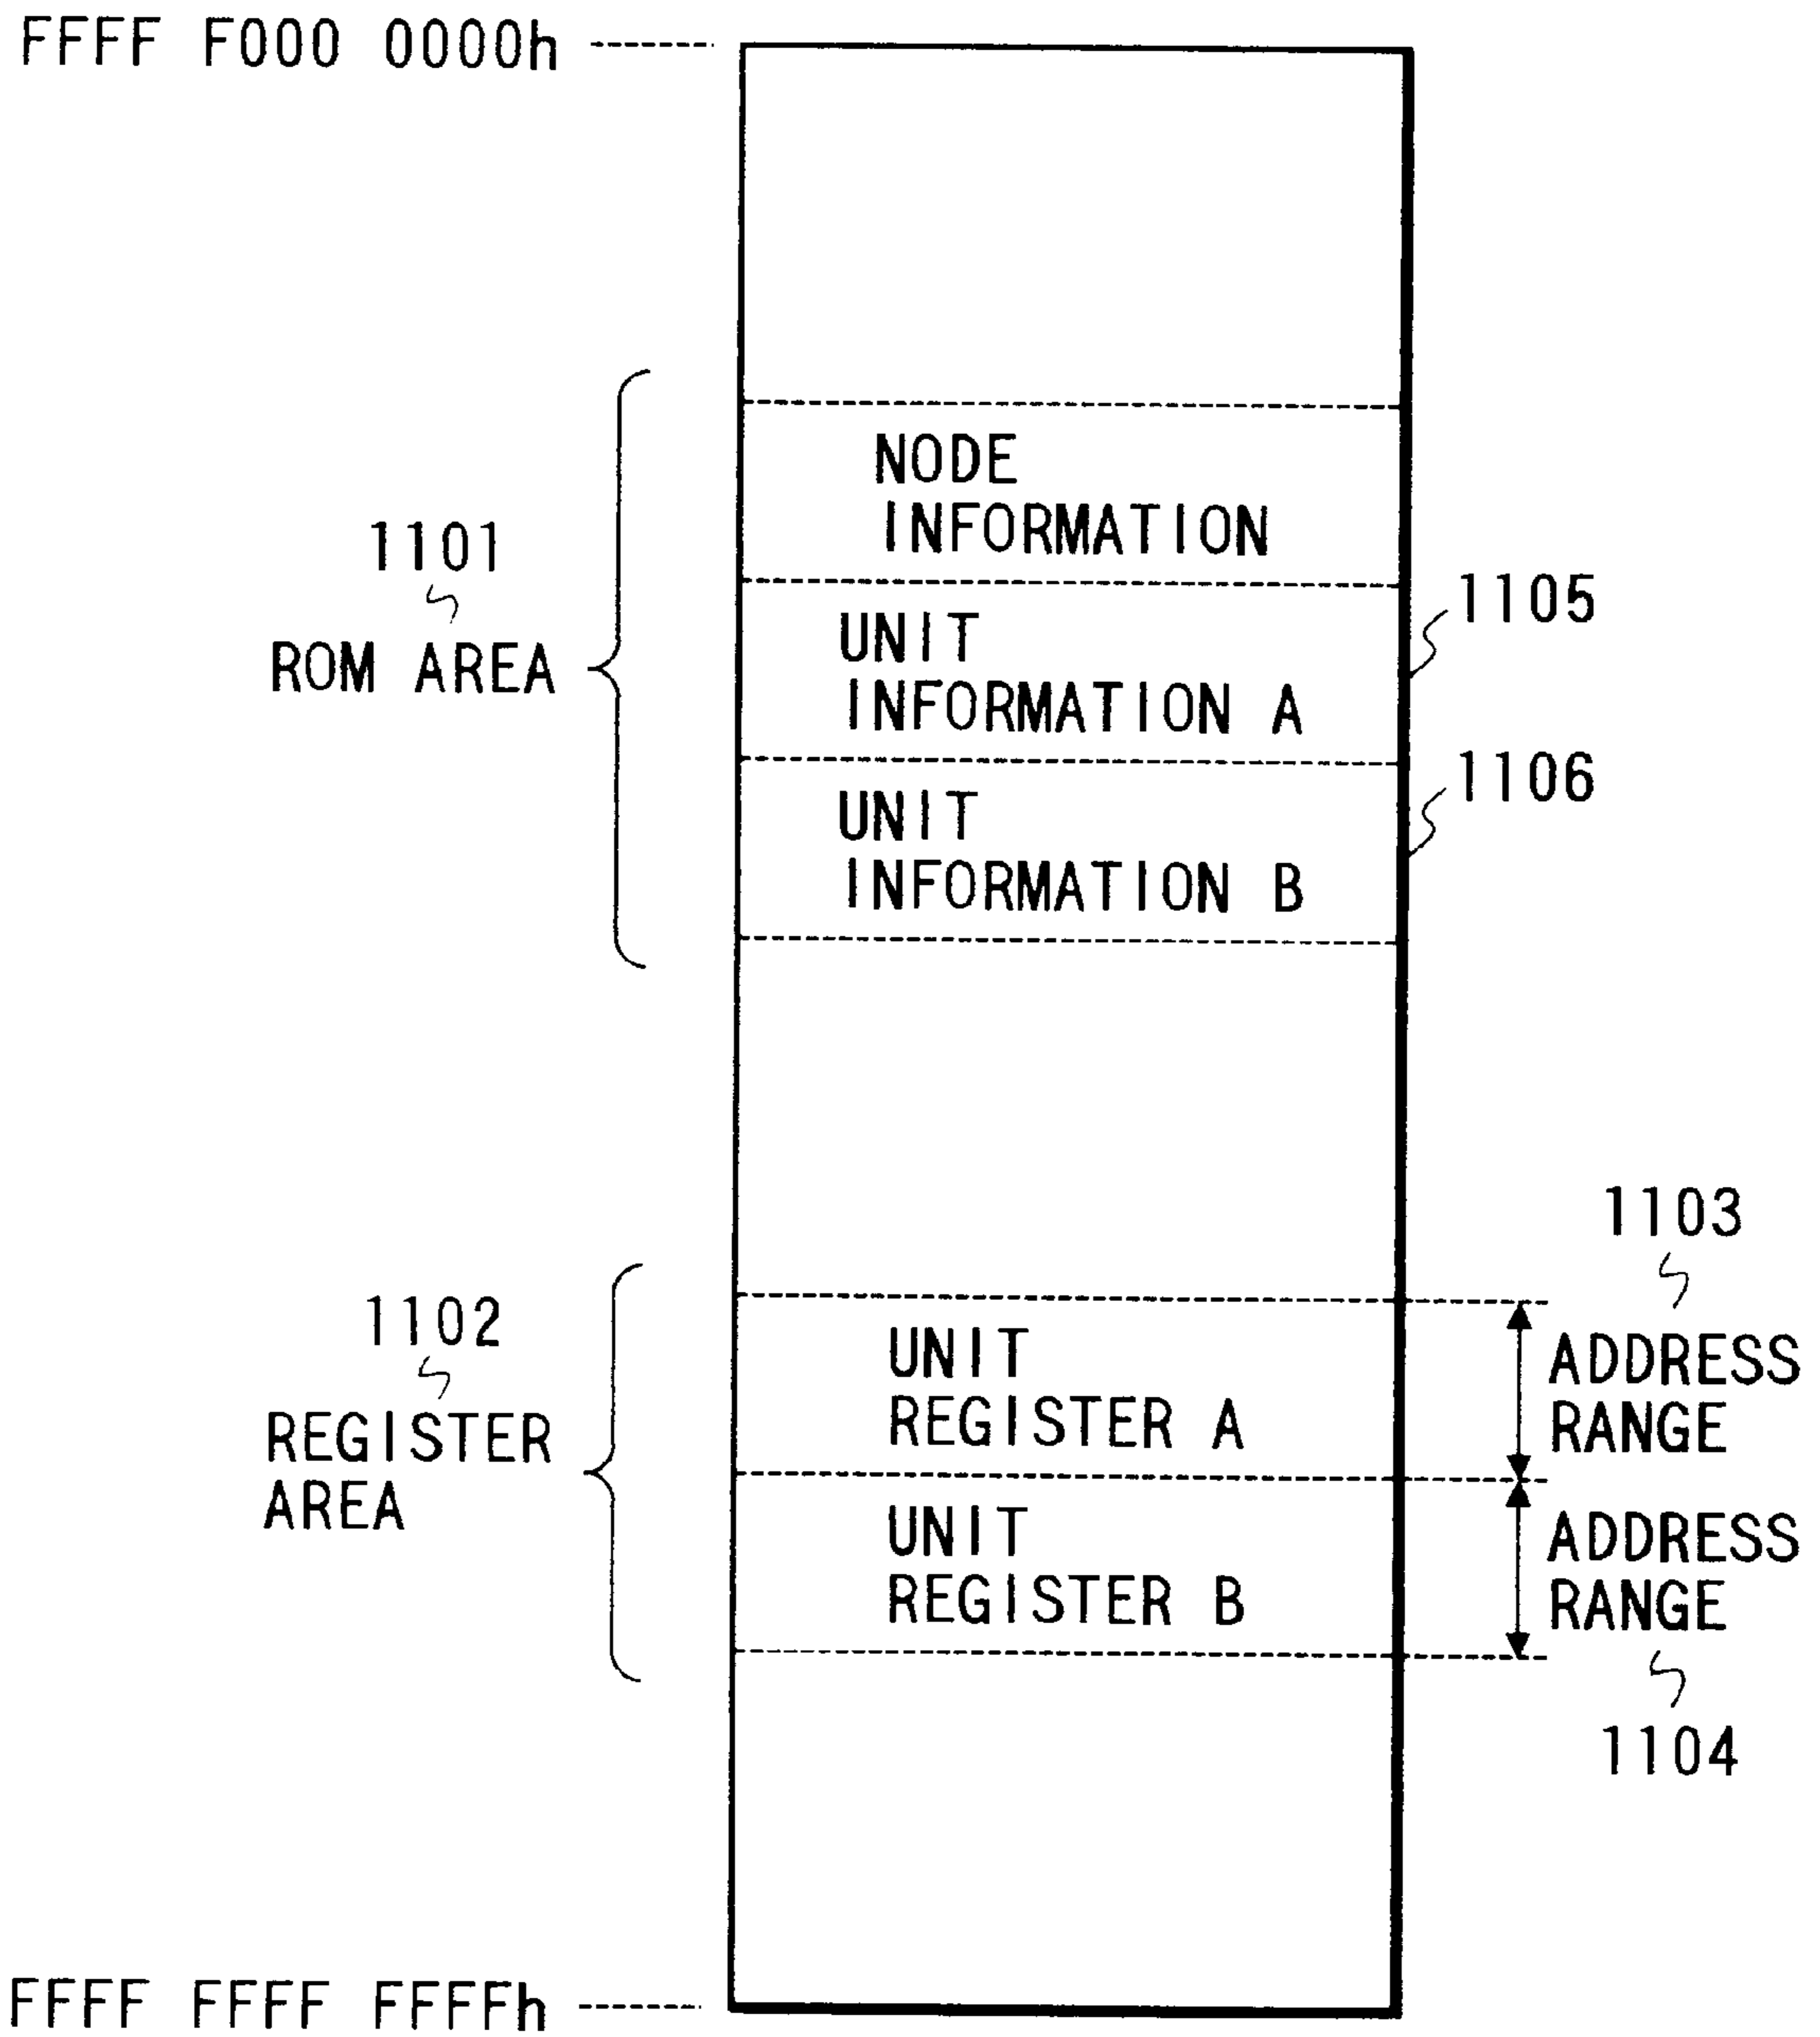 FFFF F000 0000h
NODE
INFORMATION
1101
ROM AREA
UNIT
INFORMATION A
1105
UNIT
INFORMATION B
1106
1102
REGISTER
AREA
UNIT
REGISTER A
1103
ADDRESS
RANGE
UNIT
REGISTER B
ADDRESS
RANGE
1104
FFFF FFFF FFFFh